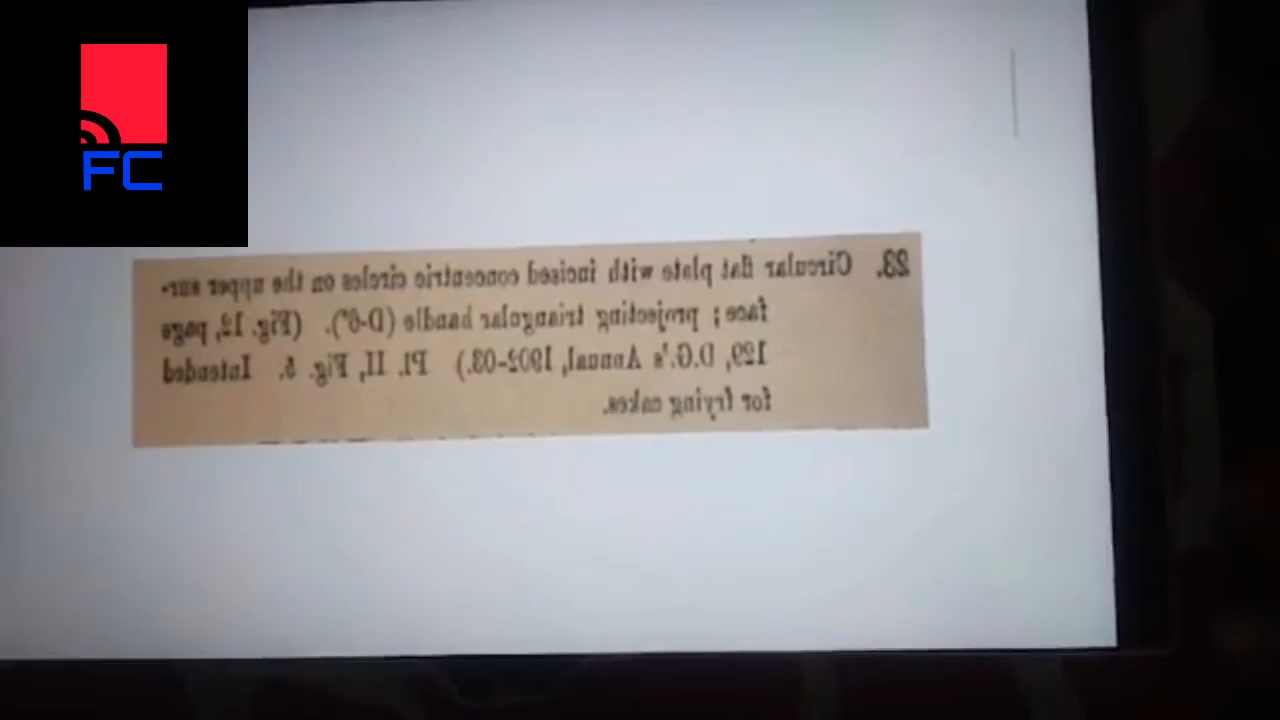 FC
23. Circular flat plate with incised concentric circles on the upper sur-
face ; projecting triangular handle (D-6"). (Fig. 12, page
129, D.G.'s Annual, 1902-03.) Pl. II, Fig. 5. Intended
for frying cakes.